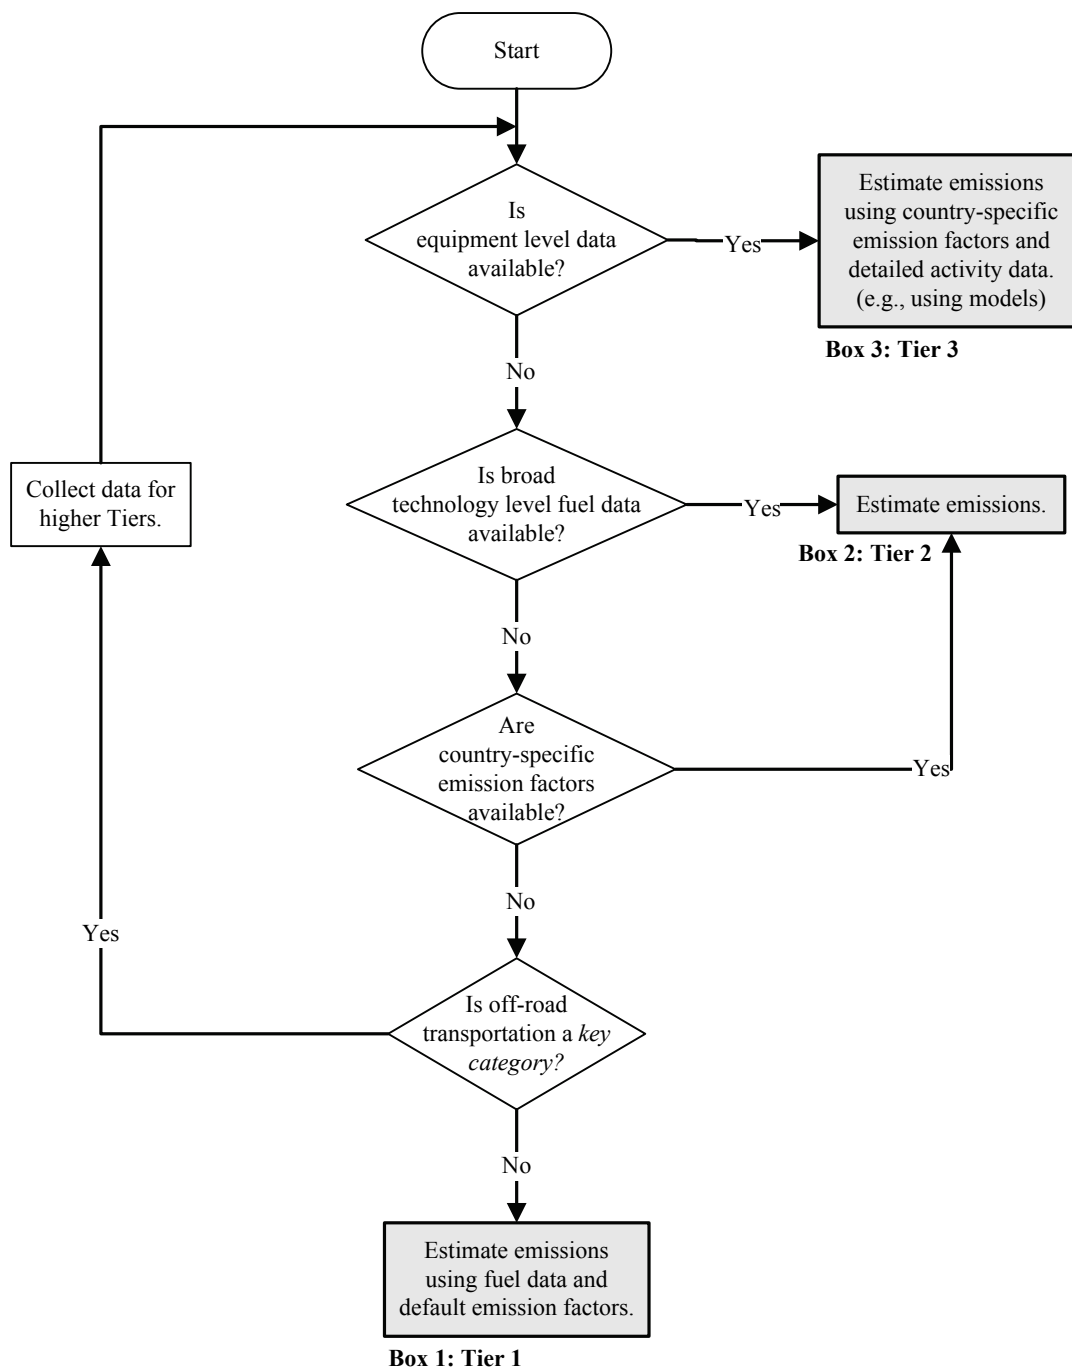 Start
Is
equipment level data
available?
Yes
Estimate emissions
using country-specific
emission factors and
detailed activity data.
(e.g., using models)
Box 3: Tier 3
No
Is broad
technology level fuel data
available?
Yes
Estimate emissions.
Box 2: Tier 2
Collect data for
higher Tiers.
No
Are
country-specific
emission factors
available?
Yes
No
Yes
Is off-road
transportation a key
category?
No
Estimate emissions
using fuel data and
default emission factors.
Box 1: Tier 1